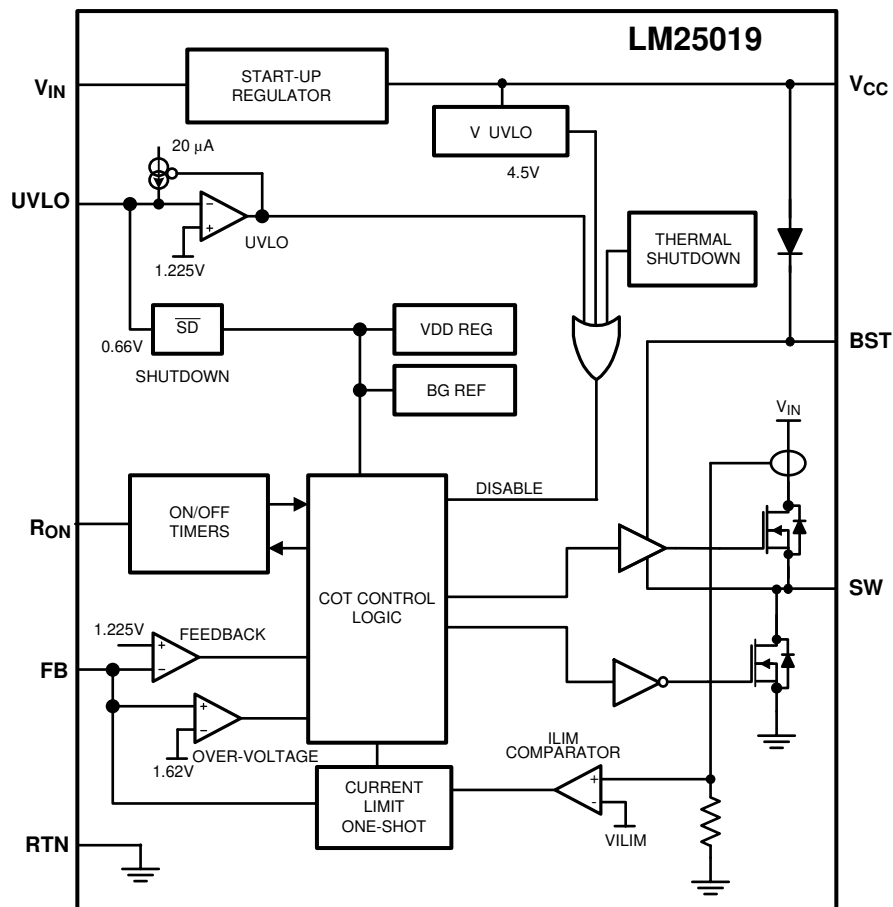 LM25019
VIN
START-UP
REGULATOR
VCC
V UVLO
4.5V
20 µA
UVLO
−
+
UVLO
1.225V
THERMAL
SHUTDOWN
SD
0.66V
SHUTDOWN
VDD REG
BG REF
BST
VIN
DISABLE
RON
ON/OFF
TIMERS
COT CONTROL
LOGIC
SW
1.225V
FEEDBACK
+
−
FB
+
−
OVER-VOLTAGE
1.62V
ILIM
COMPARATOR
+
-
VILIM
CURRENT
LIMIT
ONE-SHOT
RTN